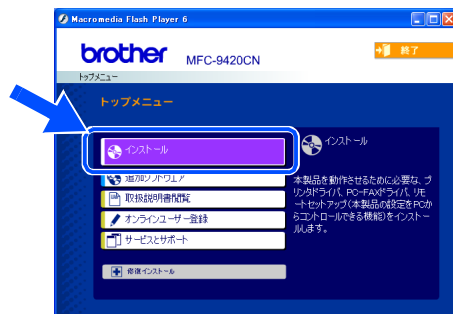 Macromedia Flash Player 6
brother MFC-9420CN
終了
トップメニュー
トップメニュー
インストール
追加ソフトウエア
取扱説明書閲覧
オンラインユーザー登録
サービスとサポート
修復インストール
インストール
本製品を動作させるために必要な、プ
リンタドライバ、PC-FAXドライバ、リモ
ートセットアップ(本製品の設定をPCか
らコントロールできる機能)をインストー
ルします。